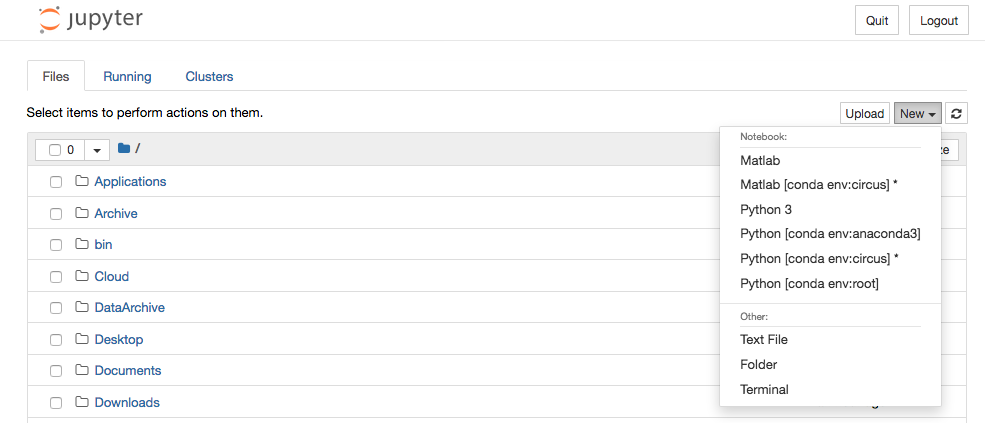 jupyter
Quit
Logout
Files
Running
Clusters
Select items to perform actions on them.
Upload
New
0
/
ze
Notebook:
Matlab
Matlab [conda env:circus] *
Python 3
Python [conda env:anaconda3]
Python [conda env:circus] *
Python [conda env:root]
Other:
Text File
Folder
Terminal
Applications
Archive
bin
Cloud
DataArchive
Desktop
Documents
Downloads